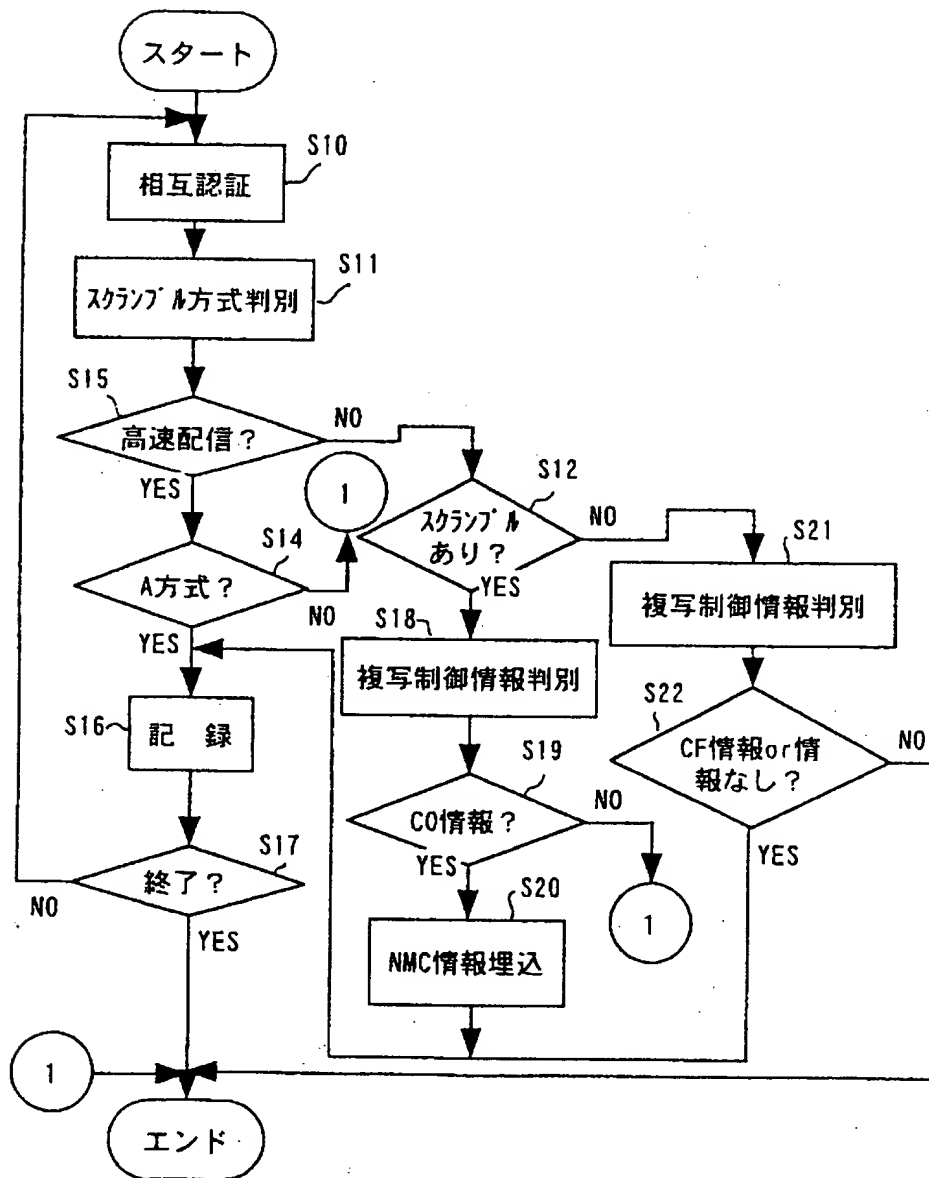 スタート
S10
相互認証
S11
スクランブル方式判別
S15
高速配信？
NO
YES
1
S12
スクランブル
あり？
NO
YES
S14
A方式？
NO
YES
S21
複写制御情報判別
S18
複写制御情報判別
S22
CF情報or情
報なし？
NO
YES
S16
記 録
S19
CO情報？
NO
YES
S17
終了？
NO
YES
S20
NMC情報埋込
1
1
エンド